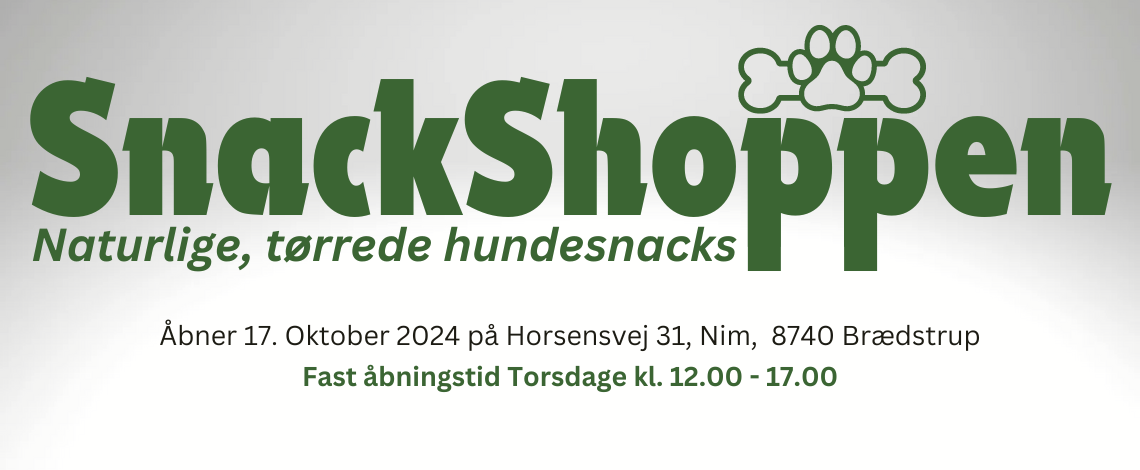 SnackShoppen
Naturlige, tørrede hundesnacks
Åbner 17. Oktober 2024 på Horsensvej 31, Nim, 8740 Brædstrup
Fast åbningstid Torsdage kl. 12.00 - 17.00